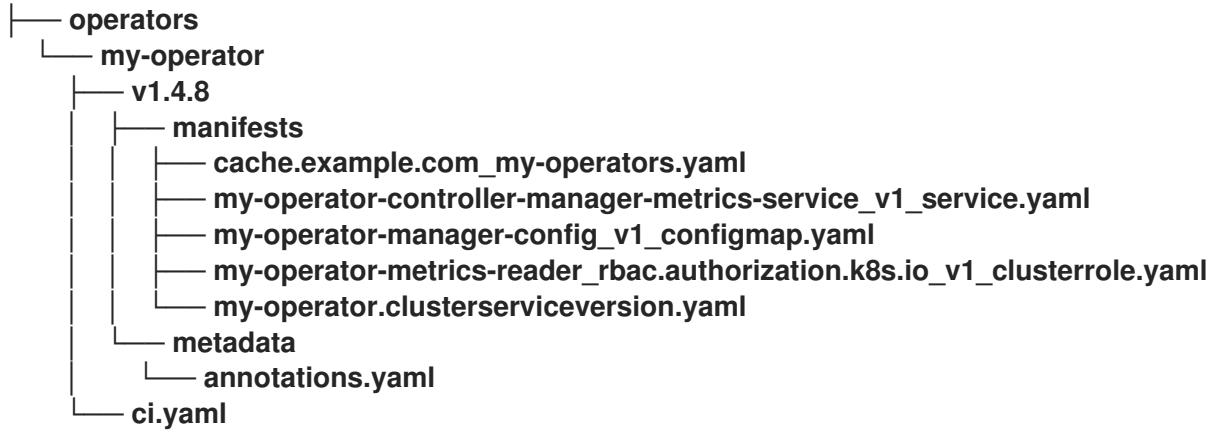 ├── operators
└── my-operator
├── v1.4.8
│ ├── manifests
│ │ ├── cache.example.com_my-operators.yaml
│ │ ├── my-operator-controller-manager-metrics-service_v1_service.yaml
│ │ ├── my-operator-manager-config_v1_configmap.yaml
│ │ ├── my-operator-metrics-reader_rbac.authorization.k8s.io_v1_clusterrole.yaml
│ │ └── my-operator.clusterserviceversion.yaml
│ └── metadata
│ └── annotations.yaml
└── ci.yaml